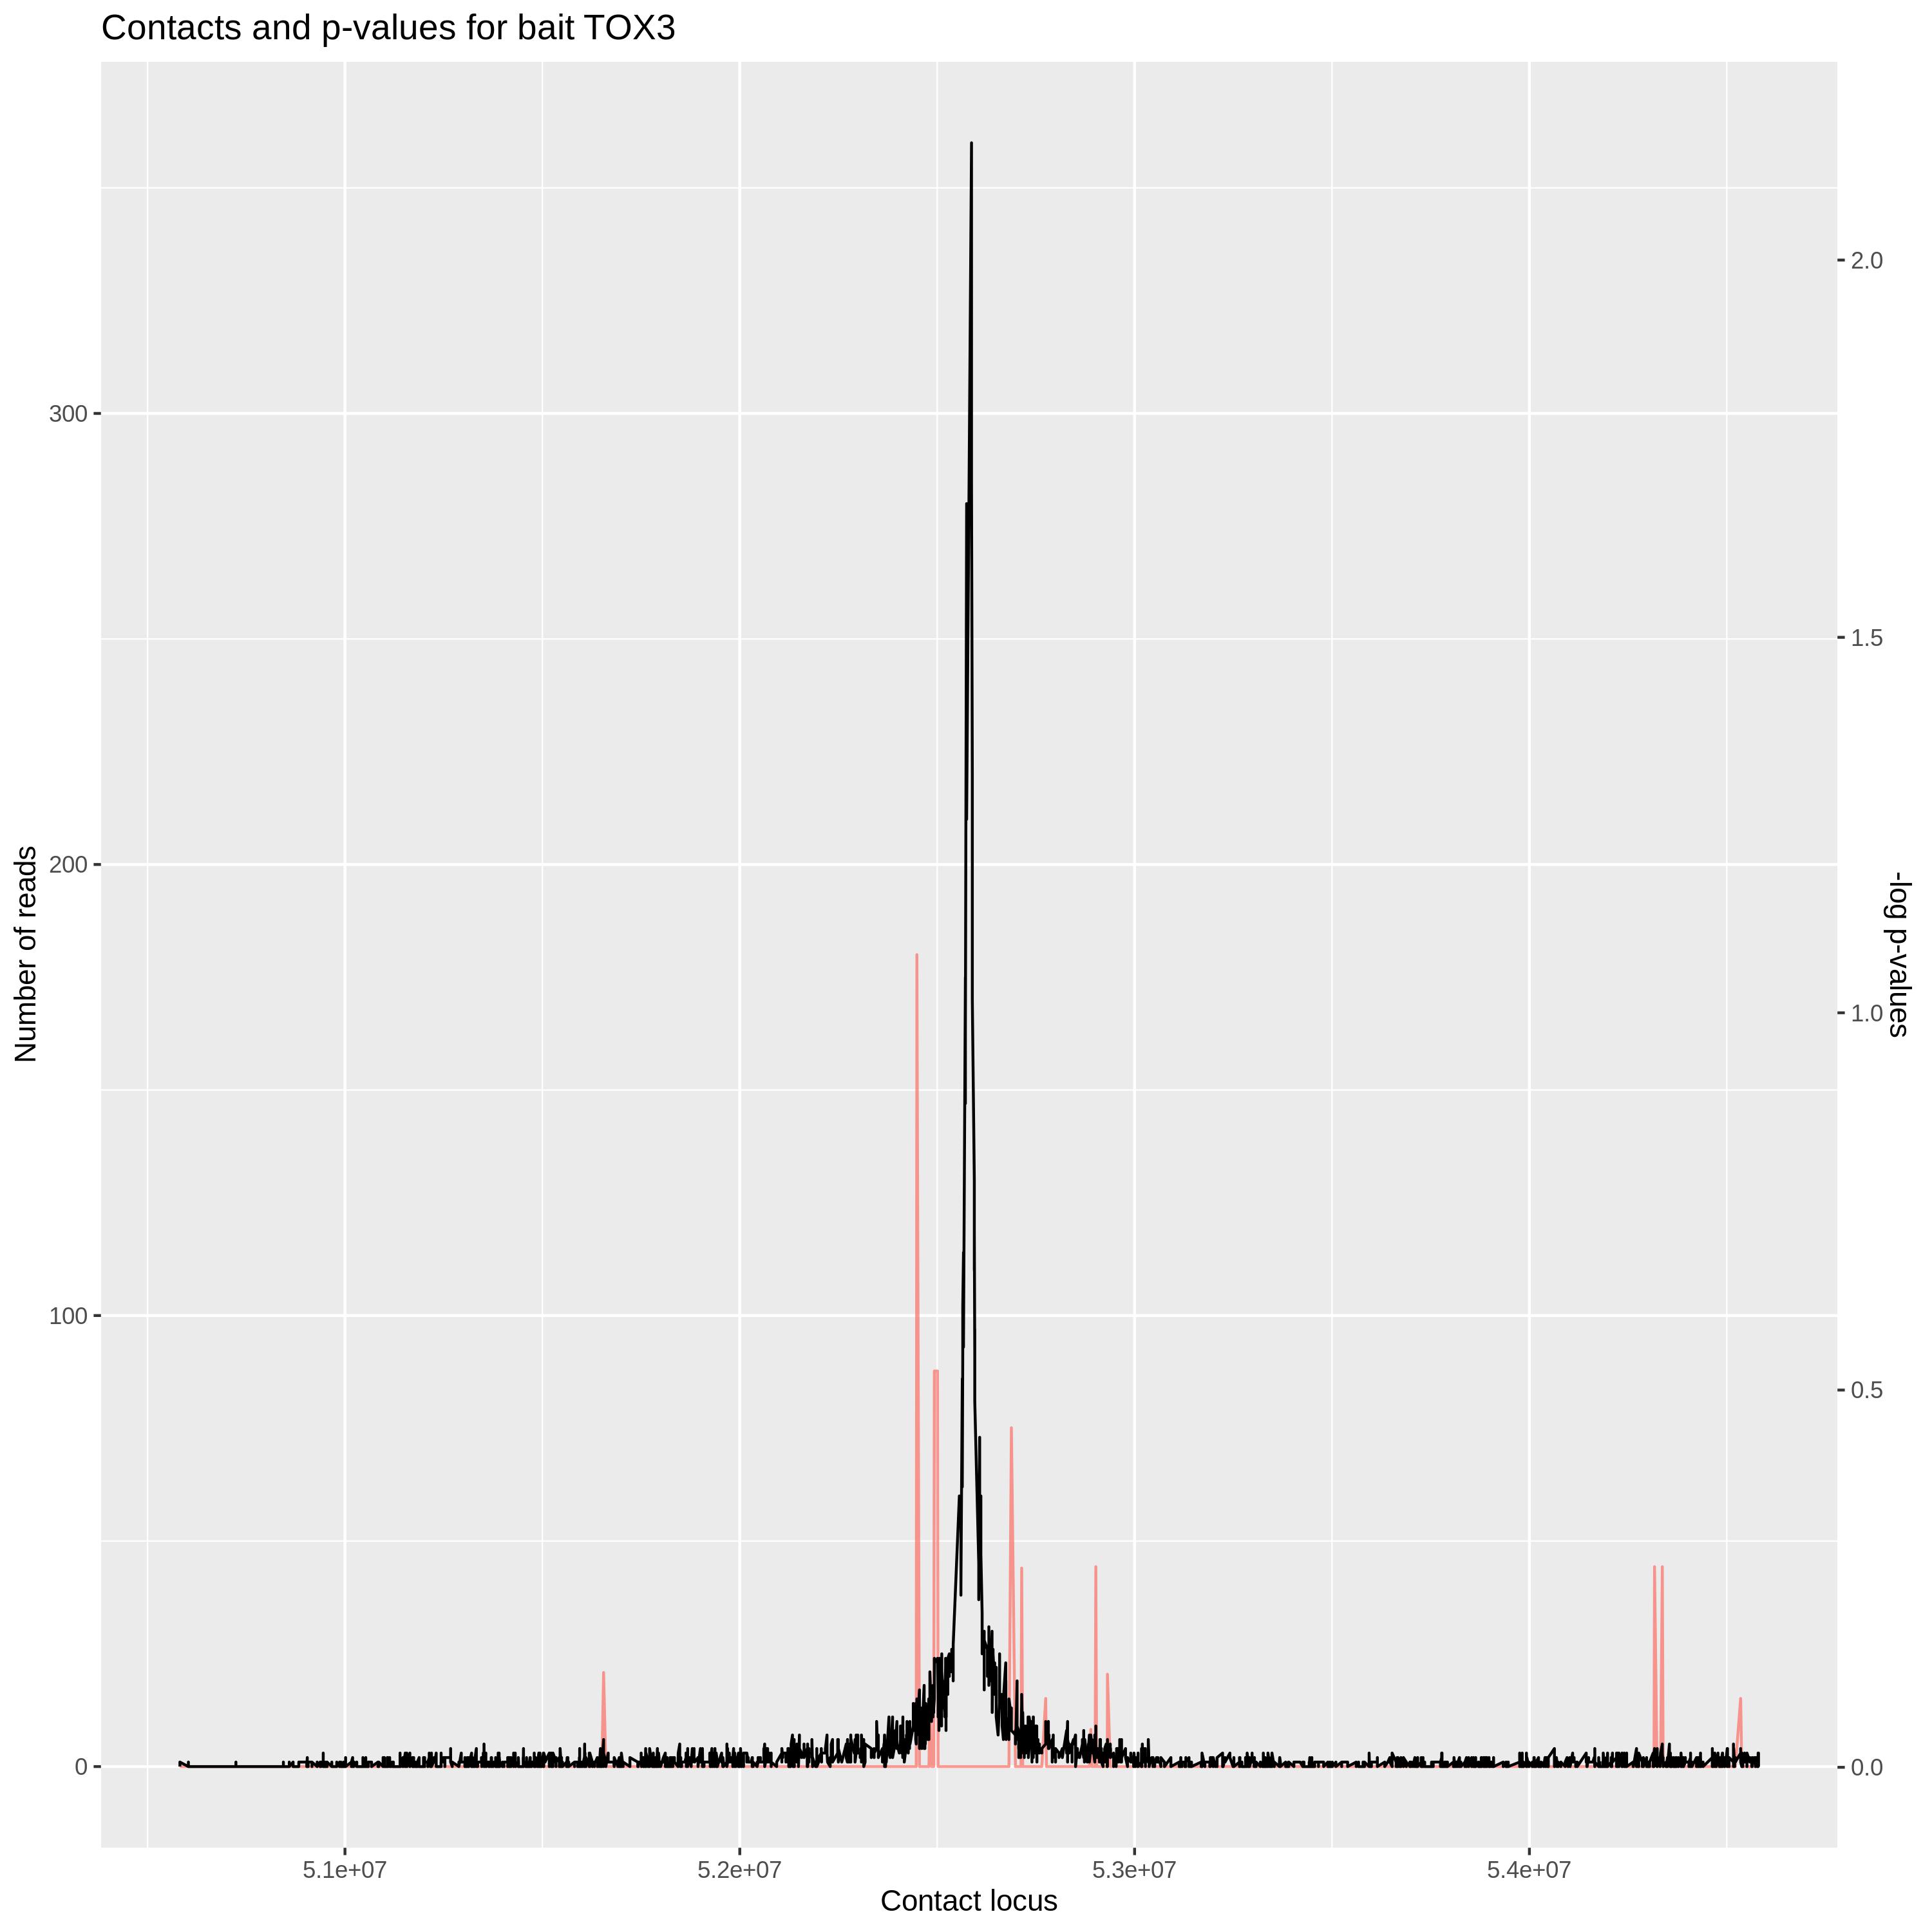 Contacts and p-values for bait TOX3
Number of reads
300
200
100
0
2.0
1.5
1.0
0.5
0.0
-log p-values
5.1e+07
5.2e+07
5.3e+07
5.4e+07
Contact locus